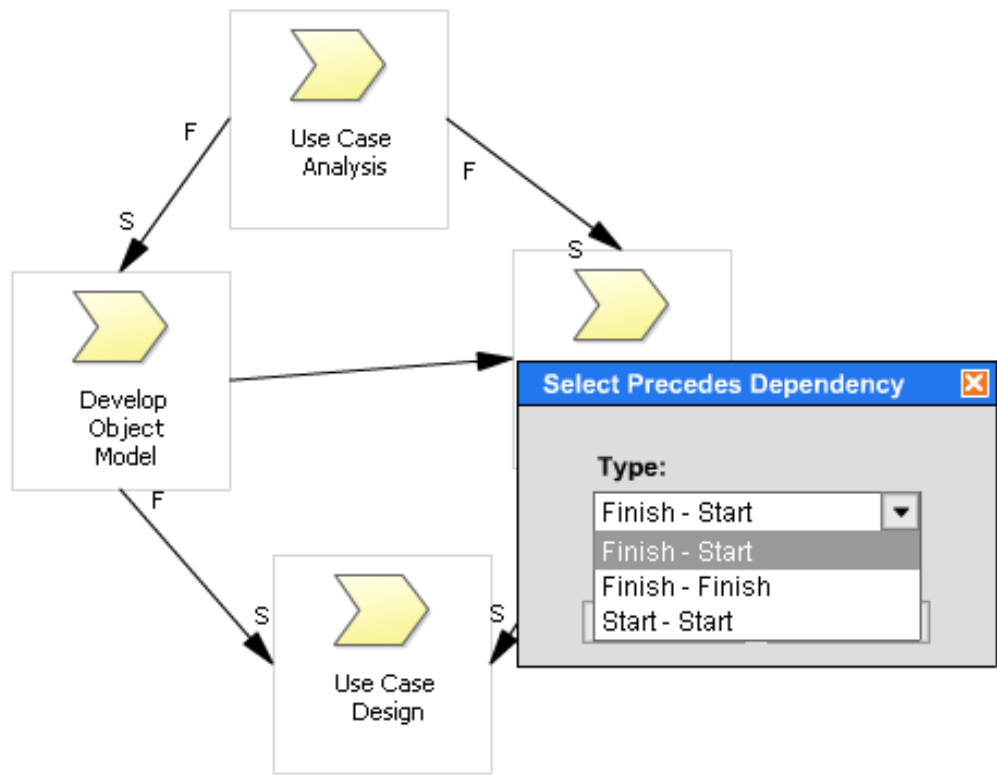 Use Case
Analysis
F
F
S
S
Develop
Object
Model
Select Precedes Dependency
Type:
Finish - Start
Finish - Start
Finish - Finish
Start - Start
F
S
S
Use Case
Design